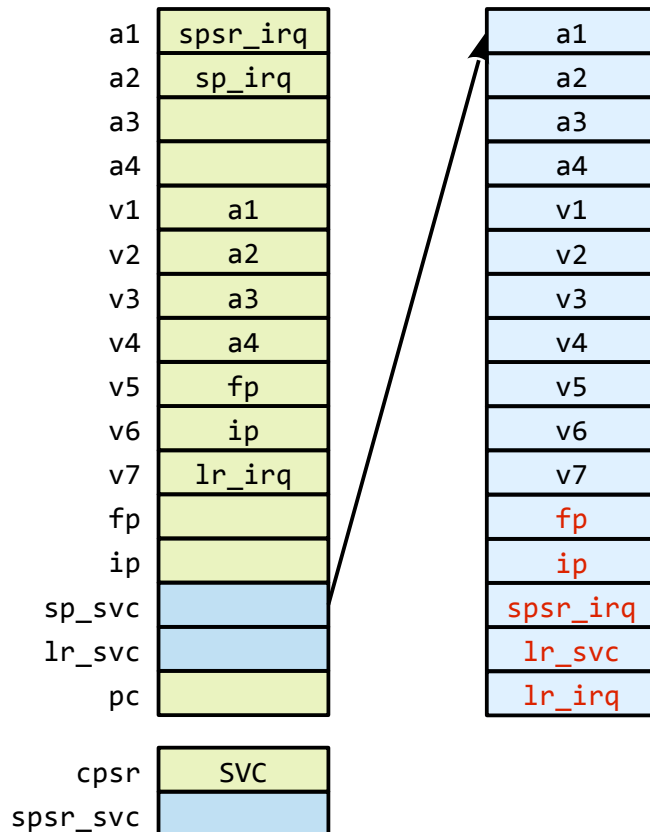 a1 spsr_irq a1
a2 sp_irq a2
a3 a3
a4 a4
v1 a1 v1
v2 a2 v2
v3 a3 v3
v4 a4 v4
v5 fp v5
v6 ip v6
v7 lr_irq v7
fp fp
ip ip
sp_svc spsr_irq
lr_svc lr_svc
pc lr_irq
cpsr SVC
spsr_svc